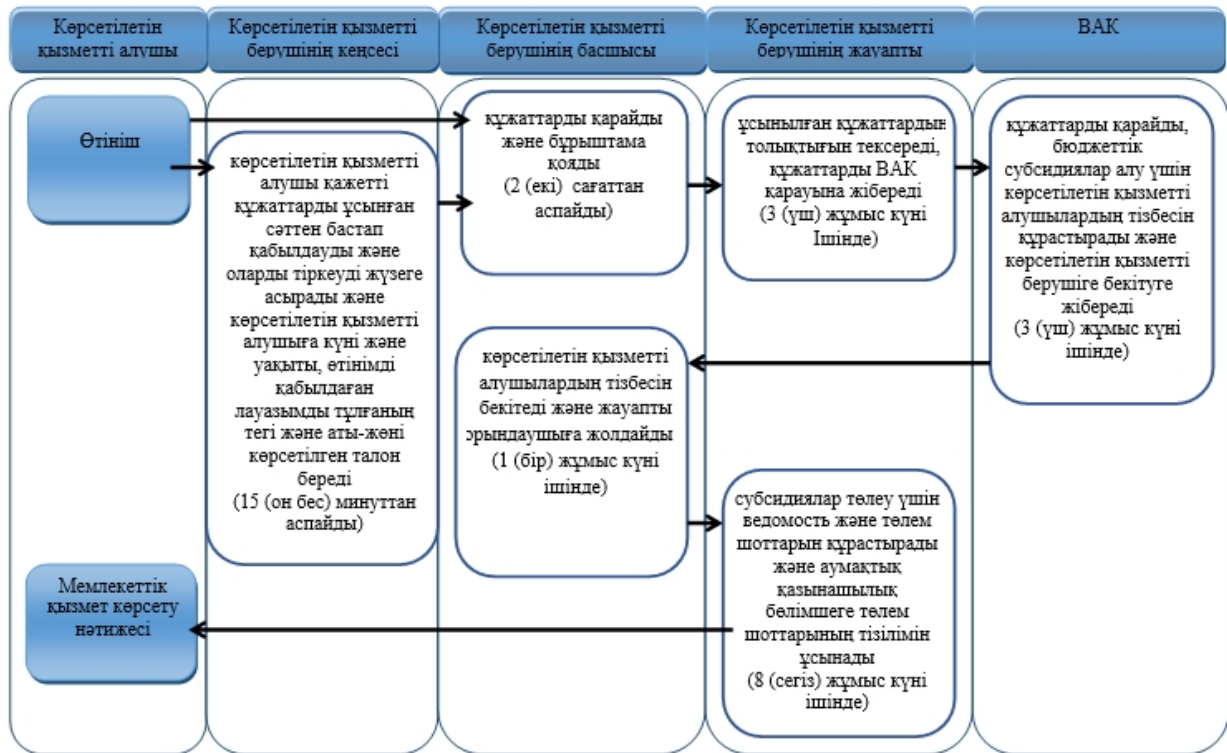 Көрсетілетін
қызметті алушы
Көрсетілетін қызметті
берушінің кеңсесі
Көрсетілетін қызметті
берушінің басшысы
Көрсетілетін қызметті
берушінің жауапты
ВАК
Өтініш
көрсетілетін қызметті
алушы қажетті
құжаттарды ұсынған
сәттен бастап
қабылдауды және
оларды тіркеуді жүзеге
асырады және
көрсетілетін қызметті
алушыға күні және
уақыты, өтінімді
қабылдаған
лауазымды тұлғаның
тегі және аты-жөні
көрсетілген талон
береді
(15 (он бес) минуттан
аспайды)
құжаттарды қарайды
және бұрыштама
қояды
(2 (екі) сағаттан
аспайды)
ұсынылған құжаттардың
толықтығын тексереді,
құжаттарды ВАК
қарауына жібереді
(3 (үш) жұмыс күні
Ішінде)
құжаттарды қарайды,
бюджеттік
субсидиялар алу үшін
көрсетілетін қызметті
алушылардың тізбесін
құрастырады және
көрсетілетін қызметті
берушіге бекітуге
жібереді
(3 (үш) жұмыс күні
ішінде)
көрсетілетін қызметті
алушылардың тізбесін
бекітеді және жауапты
орындаушыға жолдайды
(1 (бір) жұмыс күні
ішінде)
субсидиялар төлеу үшін
ведомость және төлем
шоттарын құрастырады
және аумақтық
қазынашылық
бөлімшеге төлем
шоттарының тізілімін
ұсынады
(8 (сегіз) жұмыс күні
ішінде)
Мемлекеттік
қызмет көрсету
нәтижесі